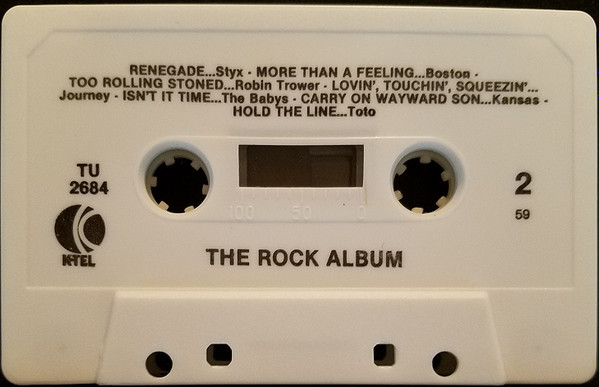 RENEGADE...Styx - MORE THAN A FEELING...Boston -
TOO ROLLING STONED...Robin Trower - LOVIN', TOUCHIN', SQUEEZIN'...
Journey - ISN'T IT TIME...The Babys - CARRY ON WAYWARD SON...Kansas -
HOLD THE LINE...Toto
TU
2684
2
59
100 50 0
K-TEL
THE ROCK ALBUM